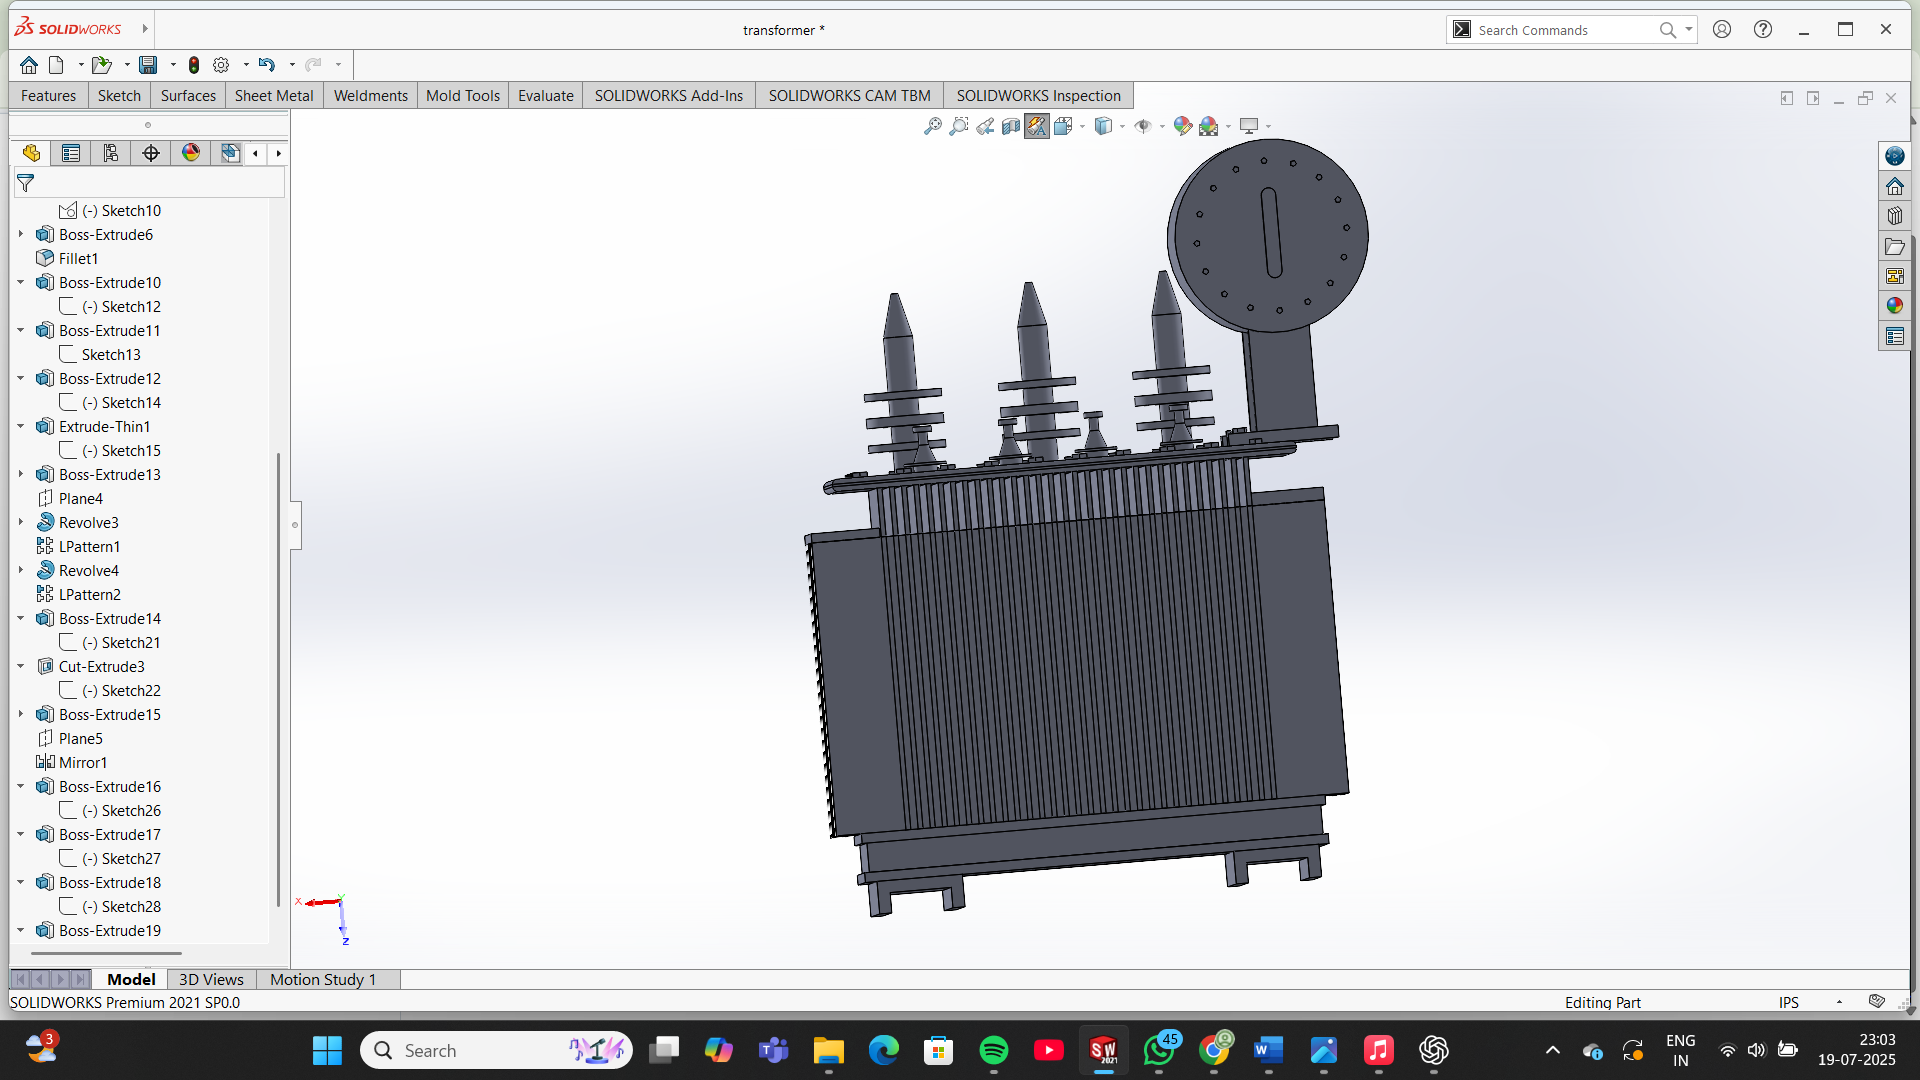 SOLIDWORKS
transformer *
Search Commands
Features Sketch Surfaces Sheet Metal Weldments Mold Tools Evaluate SOLIDWORKS Add-Ins SOLIDWORKS CAM TBM SOLIDWORKS Inspection
(-) Sketch10
Boss-Extrude6
Fillet1
Boss-Extrude10
(-) Sketch12
Boss-Extrude11
Sketch13
Boss-Extrude12
(-) Sketch14
Extrude-Thin1
(-) Sketch15
Boss-Extrude13
Plane4
Revolve3
LPattern1
Revolve4
LPattern2
Boss-Extrude14
(-) Sketch21
Cut-Extrude3
(-) Sketch22
Boss-Extrude15
Plane5
Mirror1
Boss-Extrude16
(-) Sketch26
Boss-Extrude17
(-) Sketch27
Boss-Extrude18
(-) Sketch28
Boss-Extrude19
X Y
Z
Model 3D Views Motion Study 1
SOLIDWORKS Premium 2021 SP0.0 Editing Part IPS
3 Search SW 2021 45 W ENG 23:03
IN 19-07-2025